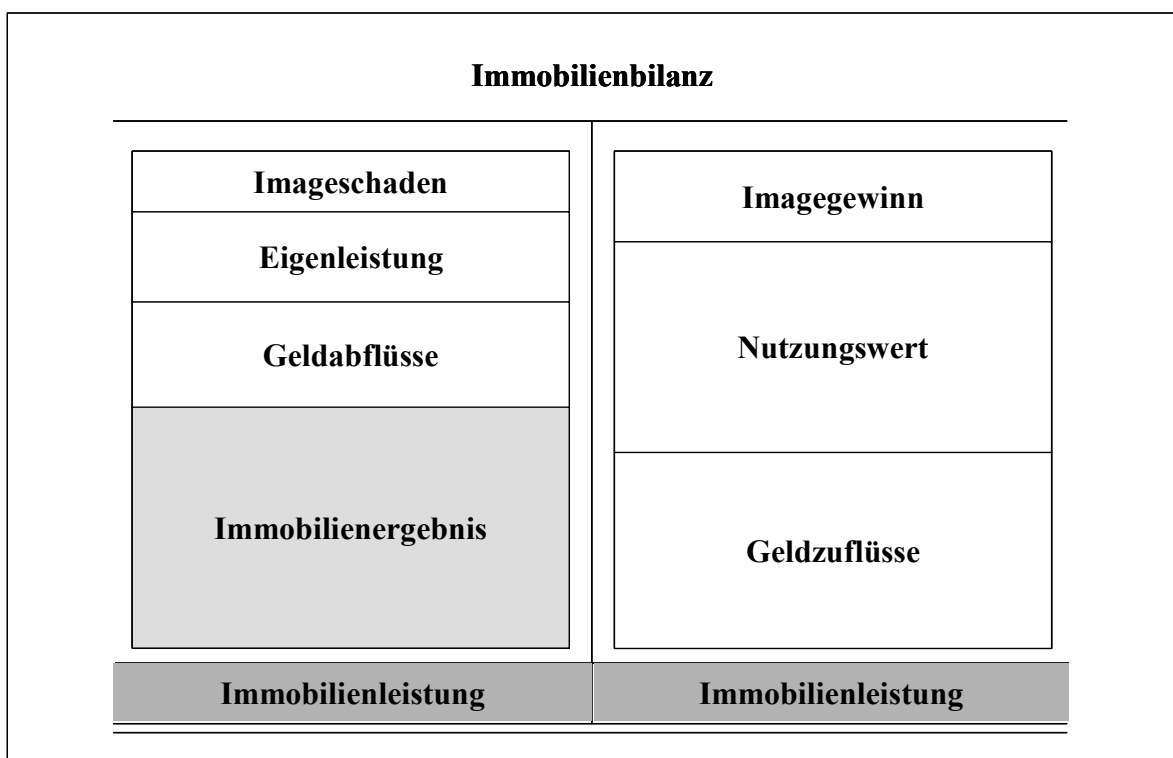 Immobilienbilanz
Imageschaden
Eigenleistung
Geldabflüsse
Immobilienergebnis
Immobilienleistung
Imagegewinn
Nutzungswert
Geldzuflüsse
Immobilienleistung